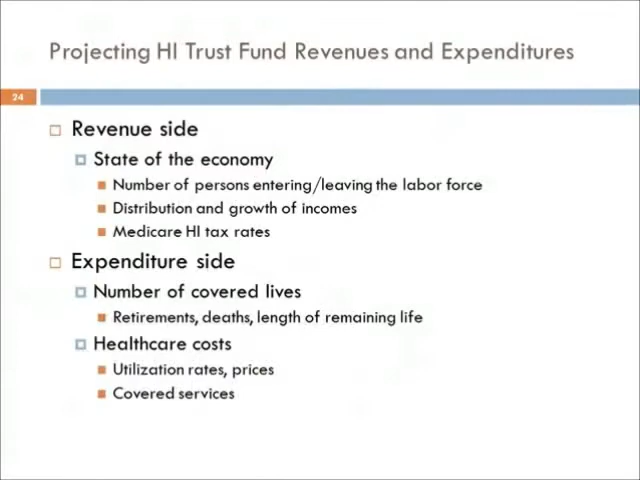 Projecting HI Trust Fund Revenues and Expenditures
24
Revenue side
State of the economy
Number of persons entering/leaving the labor force
Distribution and growth of incomes
Medicare HI tax rates
Expenditure side
Number of covered lives
Retirements, deaths, length of remaining life
Healthcare costs
Utilization rates, prices
Covered services